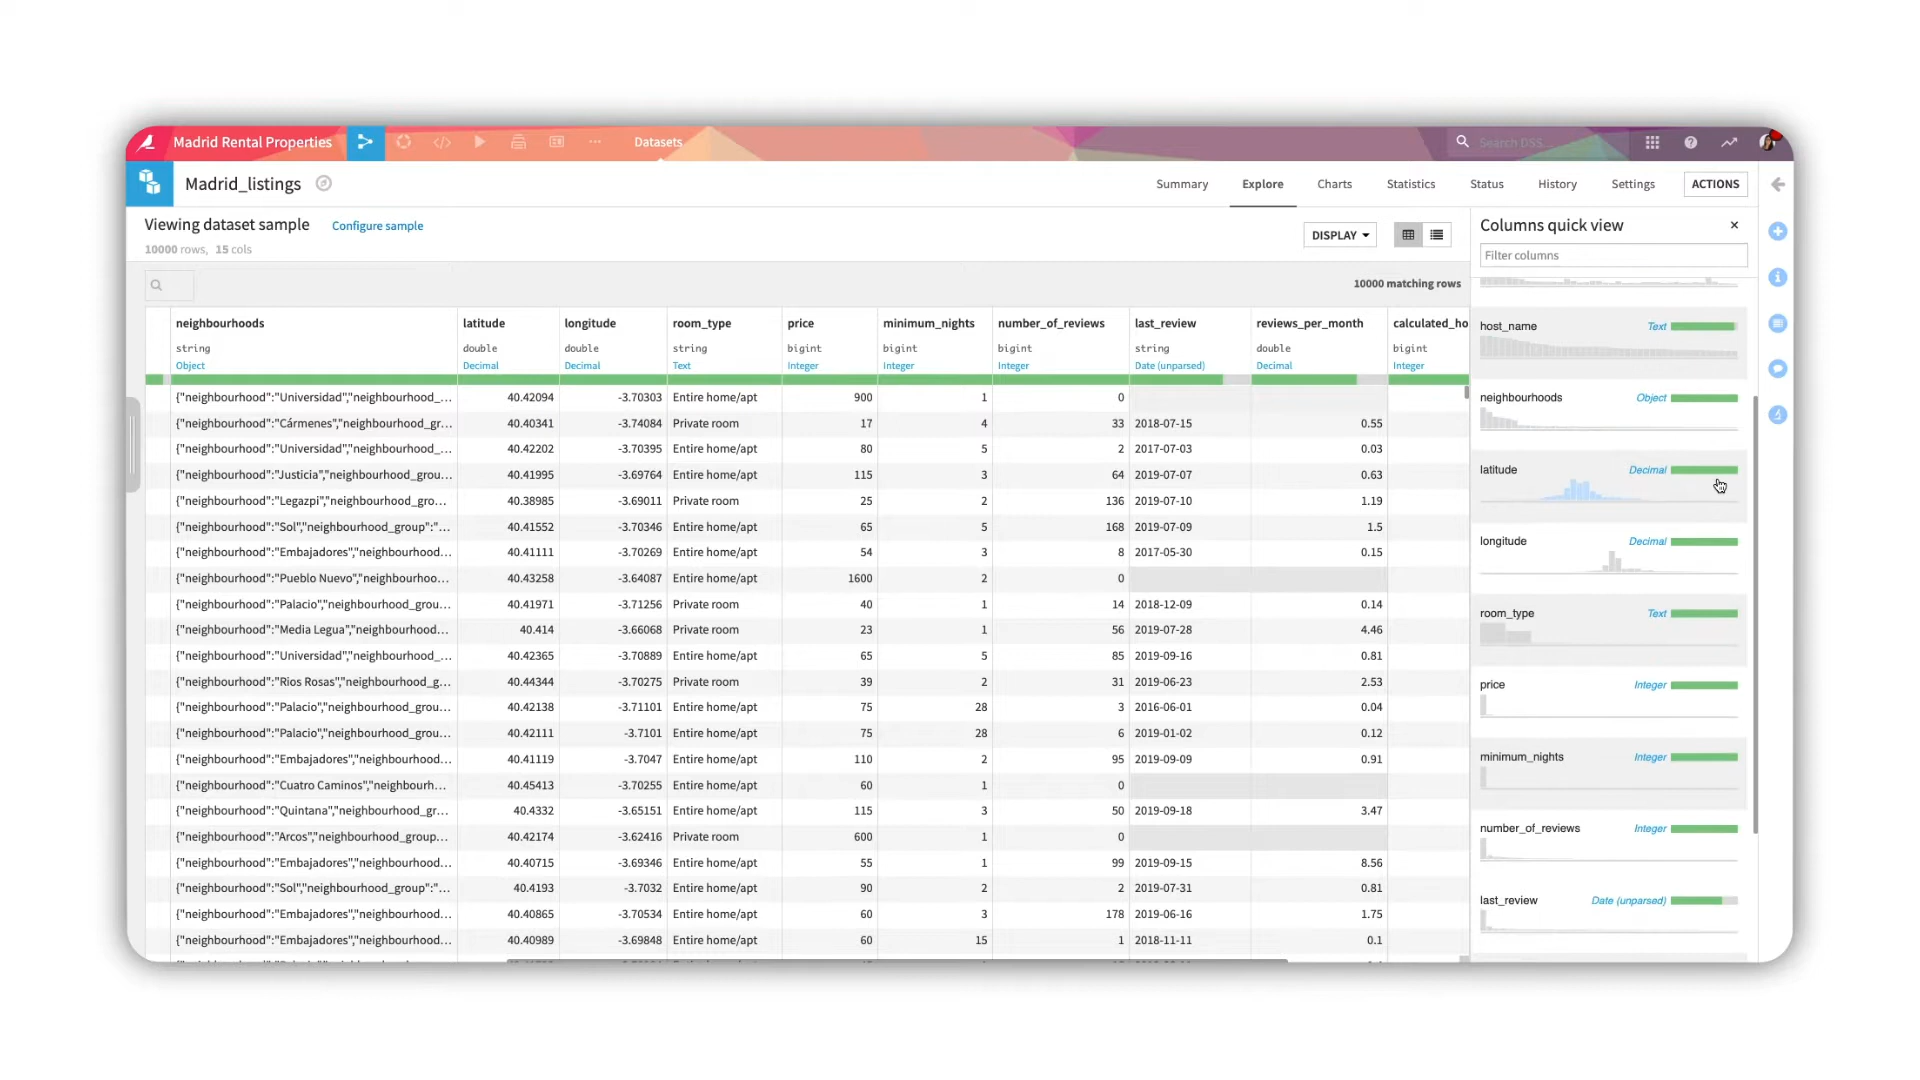 Madrid Rental Properties
Datasets
Search DSS...
Madrid_listings
Summary Explore Charts Statistics Status History Settings ACTIONS
Viewing dataset sample Configure sample
10000 rows, 15 cols
DISPLAY
Columns quick view
Filter columns
10000 matching rows
neighbourhoods latitude longitude room_type price minimum_nights number_of_reviews last_review reviews_per_month calculated_ho
string double double string bigint bigint bigint string double bigint
Object Decimal Decimal Text Integer Integer Integer Date (unparsed) Decimal Integer
{"neighbourhood":"Universidad","neighbourhood_... 40.42094 -3.70303 Entire home/apt 900 1 0
{"neighbourhood":"Cármenes","neighbourhood_gr... 40.40341 -3.74084 Private room 17 4 33 2018-07-15 0.55
{"neighbourhood":"Universidad","neighbourhood_... 40.42202 -3.70395 Entire home/apt 80 5 2 2017-07-03 0.03
{"neighbourhood":"Justicia","neighbourhood_grou... 40.41995 -3.69764 Entire home/apt 115 3 64 2019-07-07 0.63
{"neighbourhood":"Legazpi","neighbourhood_gro... 40.38985 -3.69011 Private room 25 2 136 2019-07-10 1.19
{"neighbourhood":"Sol","neighbourhood_group":"... 40.41552 -3.70346 Entire home/apt 65 5 168 2019-07-09 1.5
{"neighbourhood":"Embajadores","neighbourhood... 40.41111 -3.70269 Entire home/apt 54 3 8 2017-05-30 0.15
{"neighbourhood":"Pueblo Nuevo","neighbourhoo... 40.43258 -3.64087 Entire home/apt 1600 2 0
{"neighbourhood":"Palacio","neighbourhood_grou... 40.41971 -3.71256 Private room 40 1 14 2018-12-09 0.14
{"neighbourhood":"Media Legua","neighbourhood... 40.414 -3.66068 Private room 23 1 56 2019-07-28 4.46
{"neighbourhood":"Universidad","neighbourhood_... 40.42365 -3.70889 Entire home/apt 65 5 85 2019-09-16 0.81
{"neighbourhood":"Rios Rosas","neighbourhood_g... 40.44344 -3.70275 Private room 39 2 31 2019-06-23 2.53
{"neighbourhood":"Palacio","neighbourhood_grou... 40.42138 -3.71101 Entire home/apt 75 28 3 2016-06-01 0.04
{"neighbourhood":"Palacio","neighbourhood_grou... 40.42111 -3.7101 Entire home/apt 75 28 6 2019-01-02 0.12
{"neighbourhood":"Embajadores","neighbourhood... 40.41119 -3.7047 Entire home/apt 110 2 95 2019-09-09 0.91
{"neighbourhood":"Cuatro Caminos","neighbourh... 40.45413 -3.70255 Entire home/apt 60 1 0
{"neighbourhood":"Quintana","neighbourhood_gr... 40.4332 -3.65151 Entire home/apt 115 3 50 2019-09-18 3.47
{"neighbourhood":"Arcos","neighbourhood_group... 40.42174 -3.62416 Private room 600 1 0
{"neighbourhood":"Embajadores","neighbourhood... 40.40715 -3.69346 Entire home/apt 55 1 99 2019-09-15 8.56
{"neighbourhood":"Sol","neighbourhood_group":"... 40.4193 -3.7032 Entire home/apt 90 2 2 2019-07-31 0.81
{"neighbourhood":"Embajadores","neighbourhood... 40.40865 -3.70534 Entire home/apt 60 3 178 2019-06-16 1.75
{"neighbourhood":"Embajadores","neighbourhood... 40.40989 -3.69848 Entire home/apt 60 15 1 2018-11-11 0.1
host_name Text
neighbourhoods Object
latitude Decimal
longitude Decimal
room_type Text
price Integer
minimum_nights Integer
number_of_reviews Integer
last_review Date (unparsed)